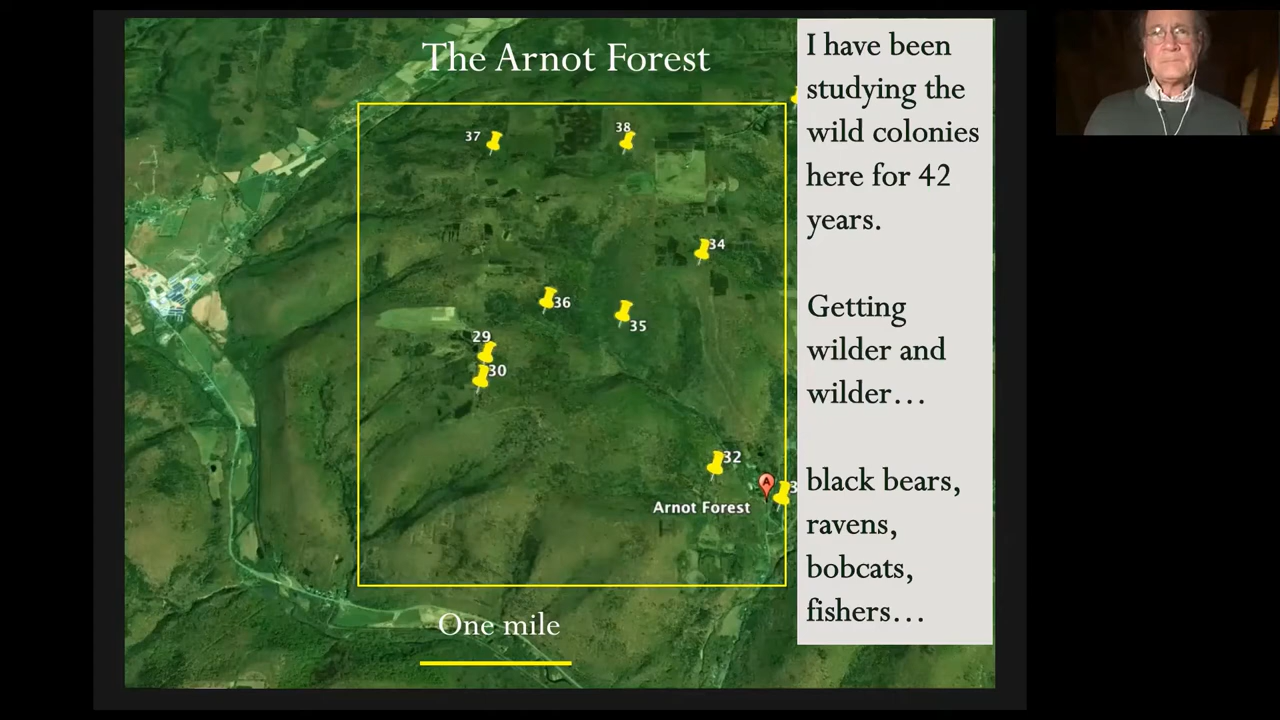 The Arnot Forest
37
38
34
36
35
29
30
32
A
3
Arnot Forest
One mile
I have been
studying the
wild colonies
here for 42
years.
Getting
wilder and
wilder…
black bears,
ravens,
bobcats,
fishers…